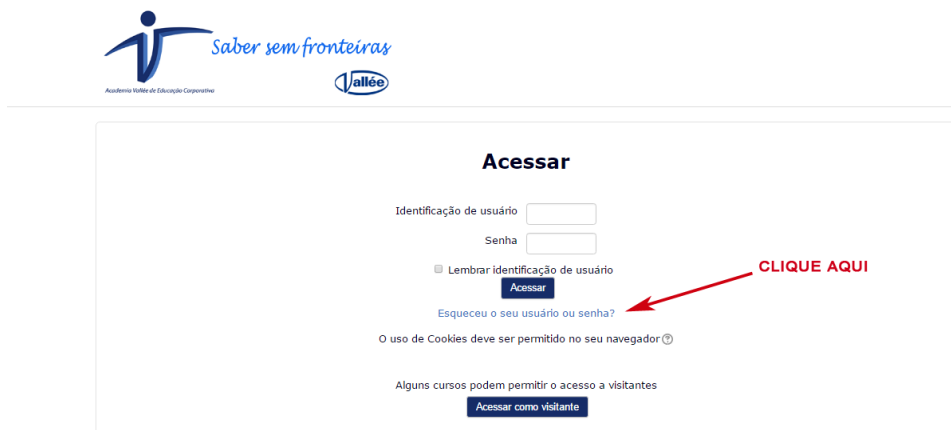 Saber sem fronteiras
Academia Vallée de Educação Corporativa
Vallée
Acessar
Identificação de usuário
Senha
Lembrar identificação de usuário
CLIQUE AQUI
Acessar
Esqueceu o seu usuário ou senha?
O uso de Cookies deve ser permitido no seu navegador ?
Alguns cursos podem permitir o acesso a visitantes
Acessar como visitante